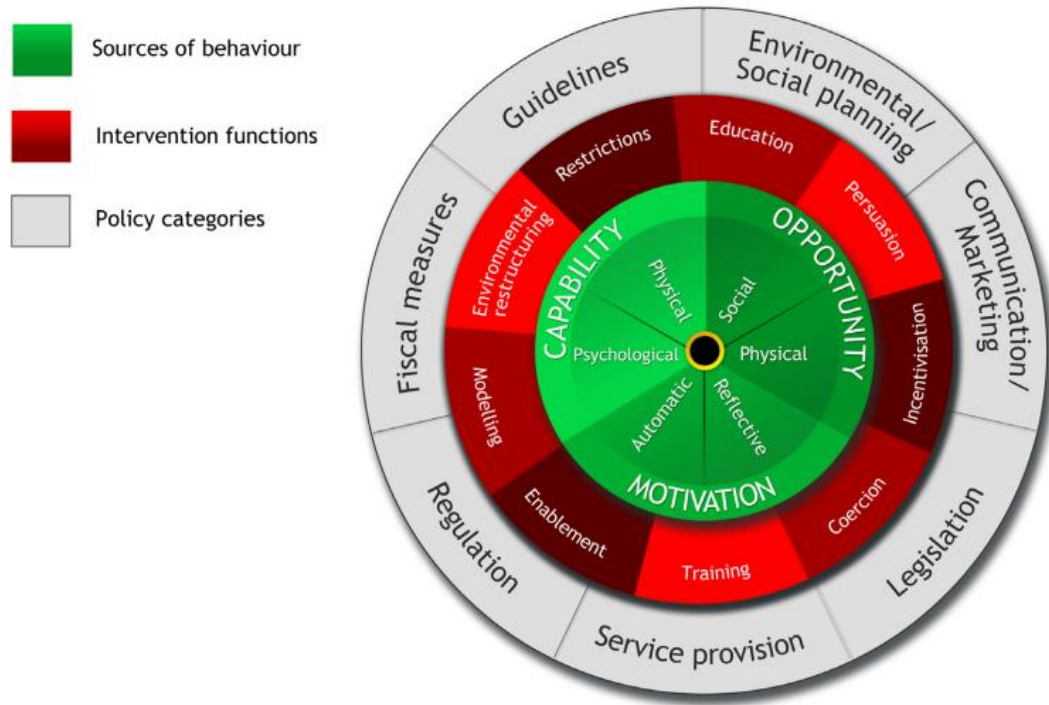 Sources of behaviour
Intervention functions
Policy categories
Guidelines
Environmental/
Social planning
Communication/
Marketing
Legislation
Service provision
Regulation
Fiscal measures
Restrictions
Education
Persuasion
Incentivisation
Coercion
Training
Enablement
Modelling
Environmental
restructuring
CAPABILITY
OPPORTUNITY
MOTIVATION
Physical
Social
Physical
Reflective
Automatic
Psychological